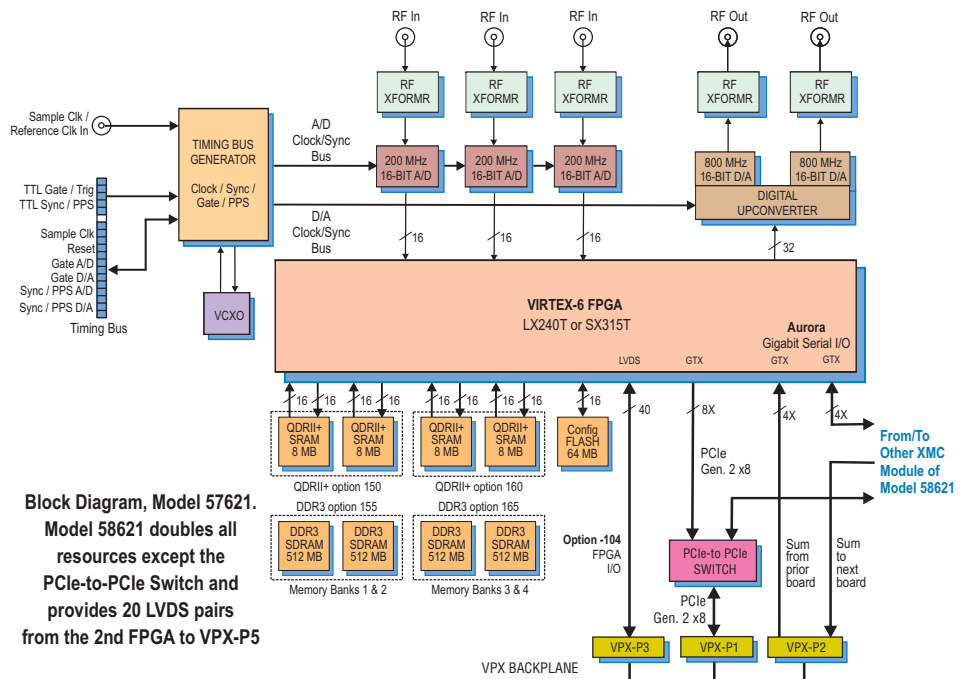 RF In
RF In
RF In
RF Out
RF Out
RF
XFORMR
RF
XFORMR
RF
XFORMR
RF
XFORMR
RF
XFORMR
Sample Clk /
Reference Clk In
TIMING BUS
GENERATOR
Clock / Sync /
Gate / PPS
A/D
Clock/Sync
Bus
200 MHz
16-BIT A/D
200 MHz
16-BIT A/D
200 MHz
16-BIT A/D
800 MHz
16-BIT D/A
800 MHz
16-BIT D/A
DIGITAL
UPCONVERTER
TTL Gate / Trig
TTL Sync / PPS
Sample Clk
Reset
Gate A/D
Gate D/A
Sync / PPS A/D
Sync / PPS D/A
Timing Bus
D/A
Clock/Sync
Bus
16
16
16
32
VCXO
VIRTEX-6 FPGA
LX240T or SX315T
Aurora
Gigabit Serial I/O
LVDS
GTX
GTX
GTX
16
16
16
16
16
16
16
16
16
40
8X
4X
4X
QDRII+
SRAM
8 MB
QDRII+
SRAM
8 MB
QDRII+
SRAM
8 MB
QDRII+
SRAM
8 MB
Config
FLASH
64 MB
QDRII+ option 150
QDRII+ option 160
DDR3 option 155
DDR3 option 165
DDR3
SDRAM
512 MB
DDR3
SDRAM
512 MB
DDR3
SDRAM
512 MB
DDR3
SDRAM
512 MB
Memory Banks 1 & 2
Memory Banks 3 & 4
PCIe
Gen. 2 x8
From/To
Other XMC
Module of
Model 58621
Option -104
FPGA
I/O
PCIe-to PCIe
SWITCH
Sum
from
prior
board
Sum
to
next
board
PCIe
Gen. 2 x8
VPX-P3
VPX-P1
VPX-P2
VPX BACKPLANE
Block Diagram, Model 57621.
Model 58621 doubles all
resources except the
PCIe-to-PCIe Switch and
provides 20 LVDS pairs
from the 2nd FPGA to VPX-P5